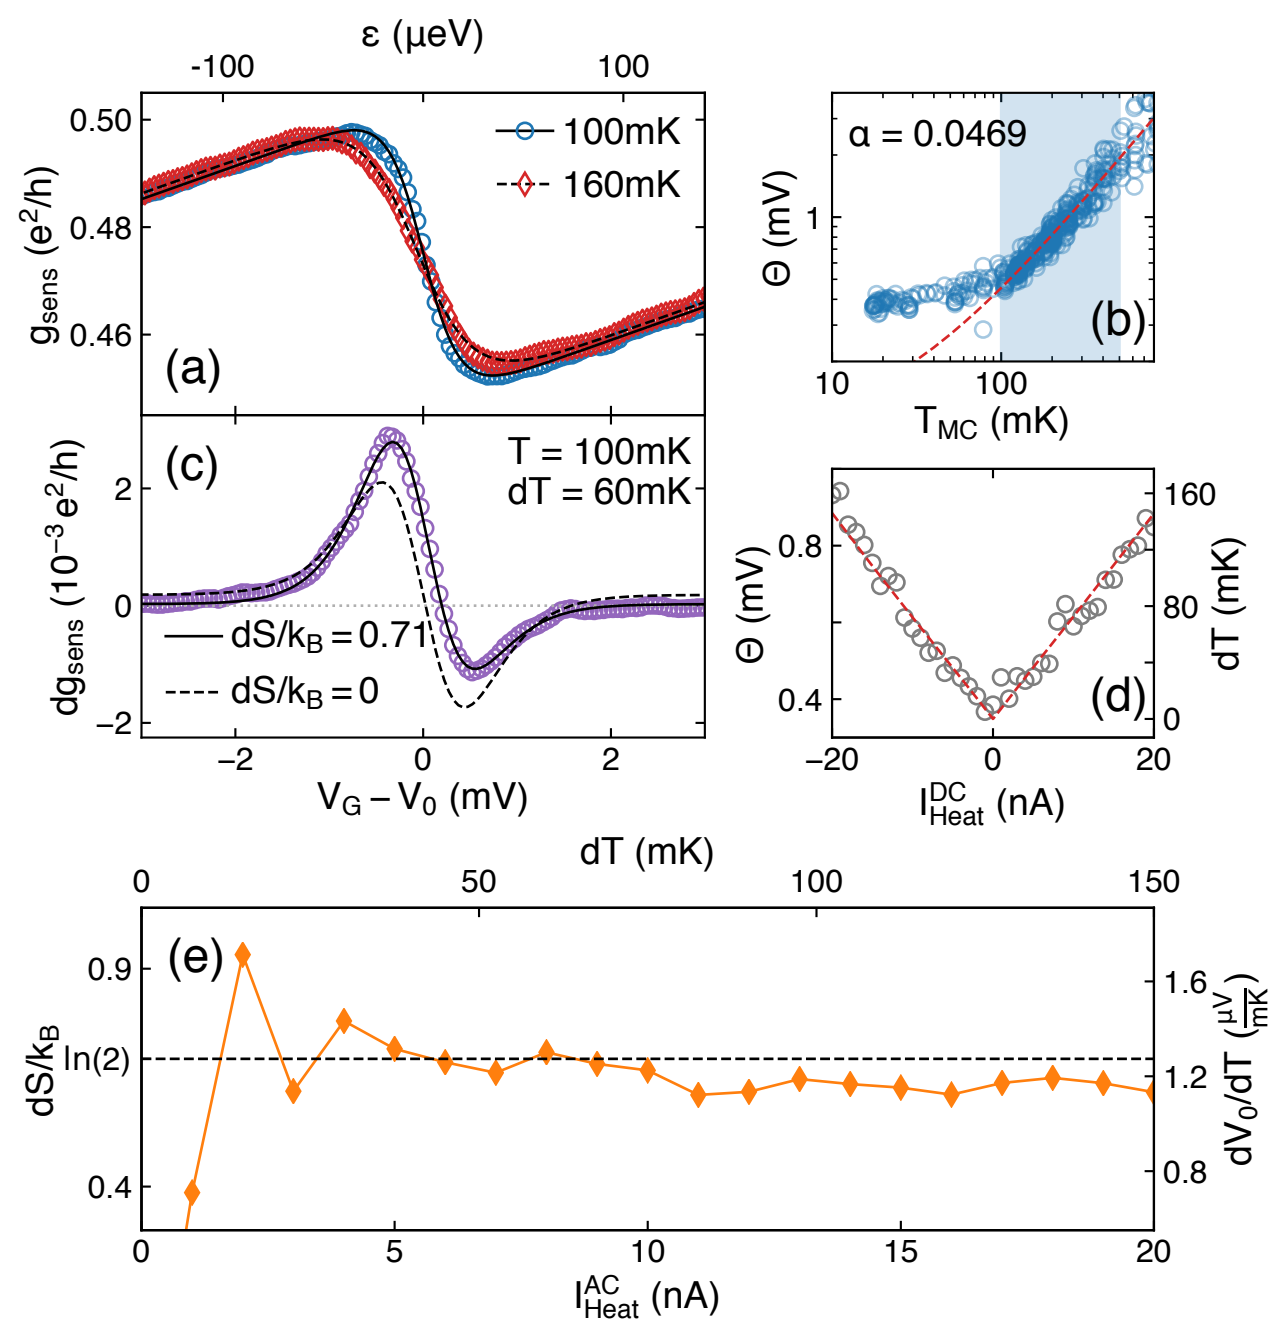 ε (μeV)
-100 100
0.50
0.48
0.46
g_sens (e²/h)
100mK
160mK
(a)
α = 0.0469
1
Θ (mV)
(b)
10 100
T_MC (mK)
(c)
T = 100mK
dT = 60mK
2
0
−2
dg_sens (10⁻³ e²/h)
dS/k_B = 0.71
dS/k_B = 0
−2 0 2
V_G − V_0 (mV)
0.8
0.4
Θ (mV)
160
80
0
dT (mK)
(d)
−20 0 20
I_Heat^DC (nA)
dT (mK)
0 50 100 150
(e)
0.9
ln(2)
0.4
dS/k_B
1.6
1.2
0.8
dV_0/dT (μV/mK)
0 5 10 15 20
I_Heat^AC (nA)